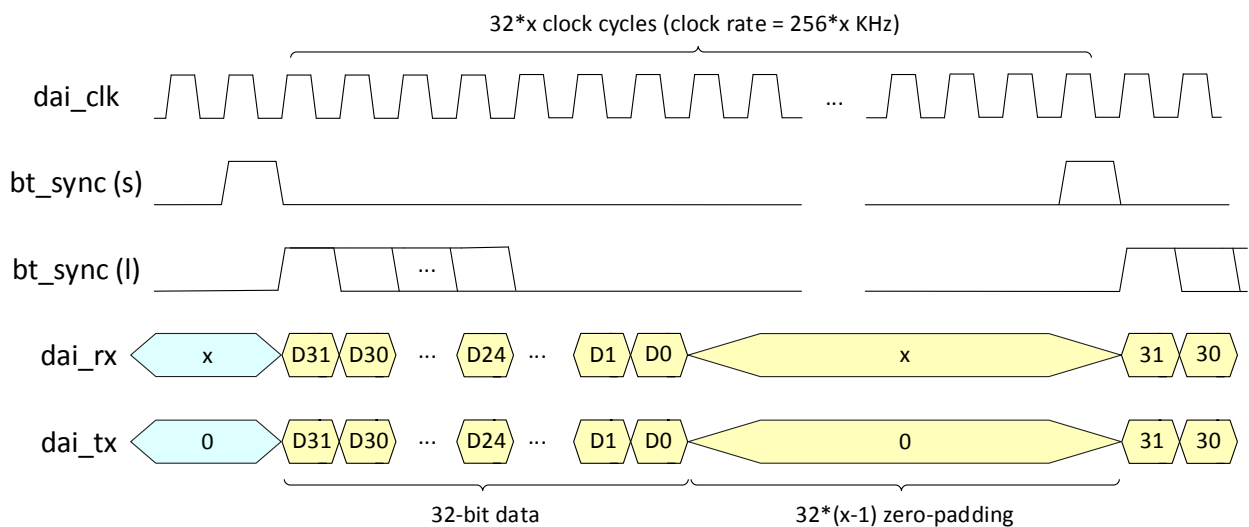 32*x clock cycles (clock rate = 256*x KHz)
dai_clk
...
bt_sync (s)
bt_sync (l)
...
dai_rx x D31 D30 ... D24 ... D1 D0 x 31 30
dai_tx 0 D31 D30 ... D24 ... D1 D0 0 31 30
32-bit data 32*(x-1) zero-padding